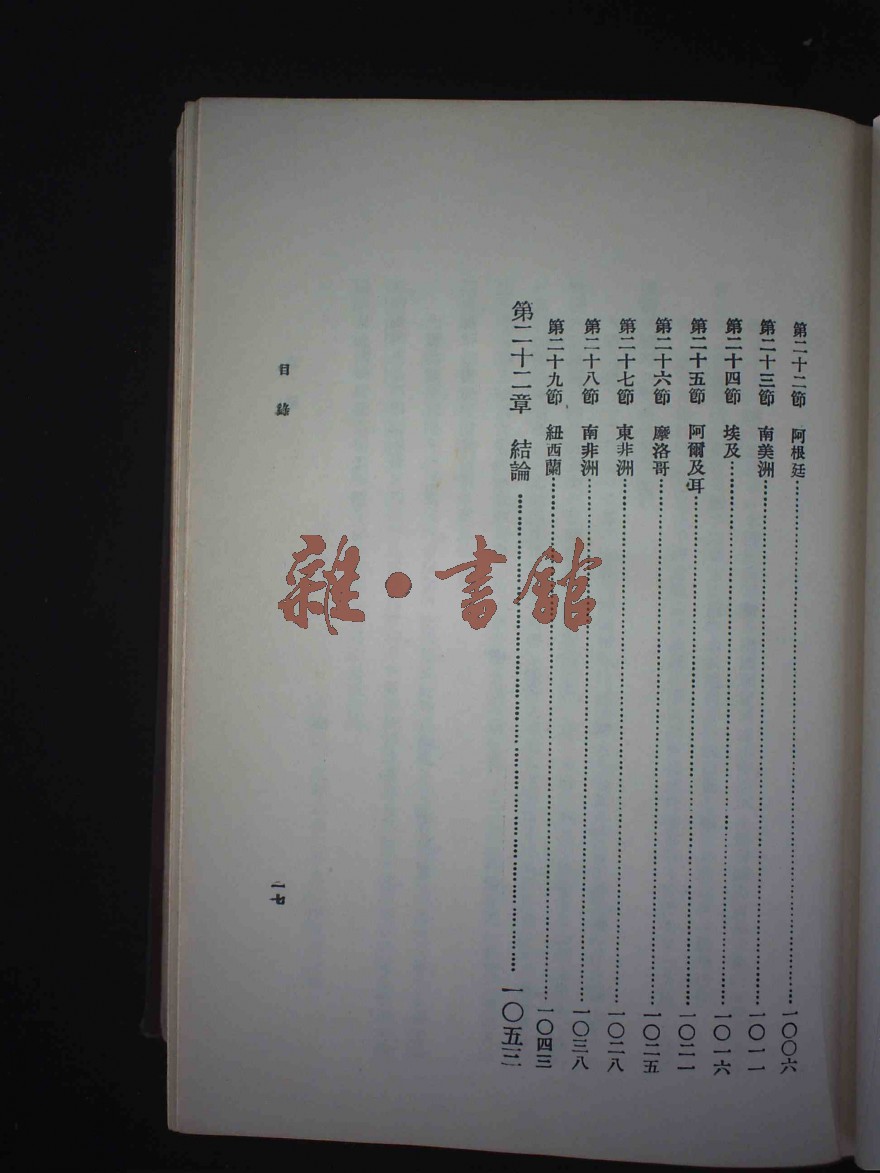 第二十二節 阿根廷……一〇〇六
第二十三節 南美洲……一〇一一
第二十四節 埃及……一〇一六
第二十五節 阿爾及耳……一〇二一
第二十六節 摩洛哥……一〇二五
第二十七節 東非洲……一〇二八
第二十八節 南非洲……一〇三八
第二十九節 紐西蘭……一〇四三
第二十二章 結論……一〇五三
目錄
一七
雜・書館